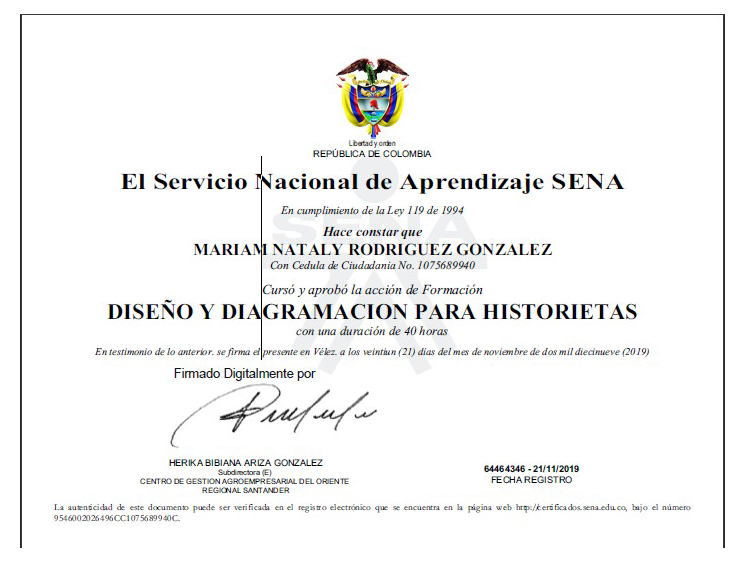 Libertad y orden
REPÚBLICA DE COLOMBIA
El Servicio Nacional de Aprendizaje SENA
En cumplimiento de la Ley 119 de 1994
SENA
Hace constar que
MARIAM NATALY RODRIGUEZ GONZALEZ
Con Cedula de Ciudadania No. 1075689940
Cursó y aprobó la acción de Formación
DISEÑO Y DIAGRAMACION PARA HISTORIETAS
con una duración de 40 horas
En testimonio de lo anterior. se firma el presente en Vélez. a los veintiun (21) dias del mes de noviembre de dos mil diecinueve (2019)
Firmado Digitalmente por
HERIKA BIBIANA ARIZA GONZALEZ
Subdirectora (E)
CENTRO DE GESTION AGROEMPRESARIAL DEL ORIENTE
REGIONAL SANTANDER
64464346 - 21/11/2019
FECHA REGISTRO
La autenticidad de este documento puede ser verificada en el registro electrónico que se encuentra en la página web http://certificados.sena.edu.co, bajo el número
9546002026496CC1075689940C.